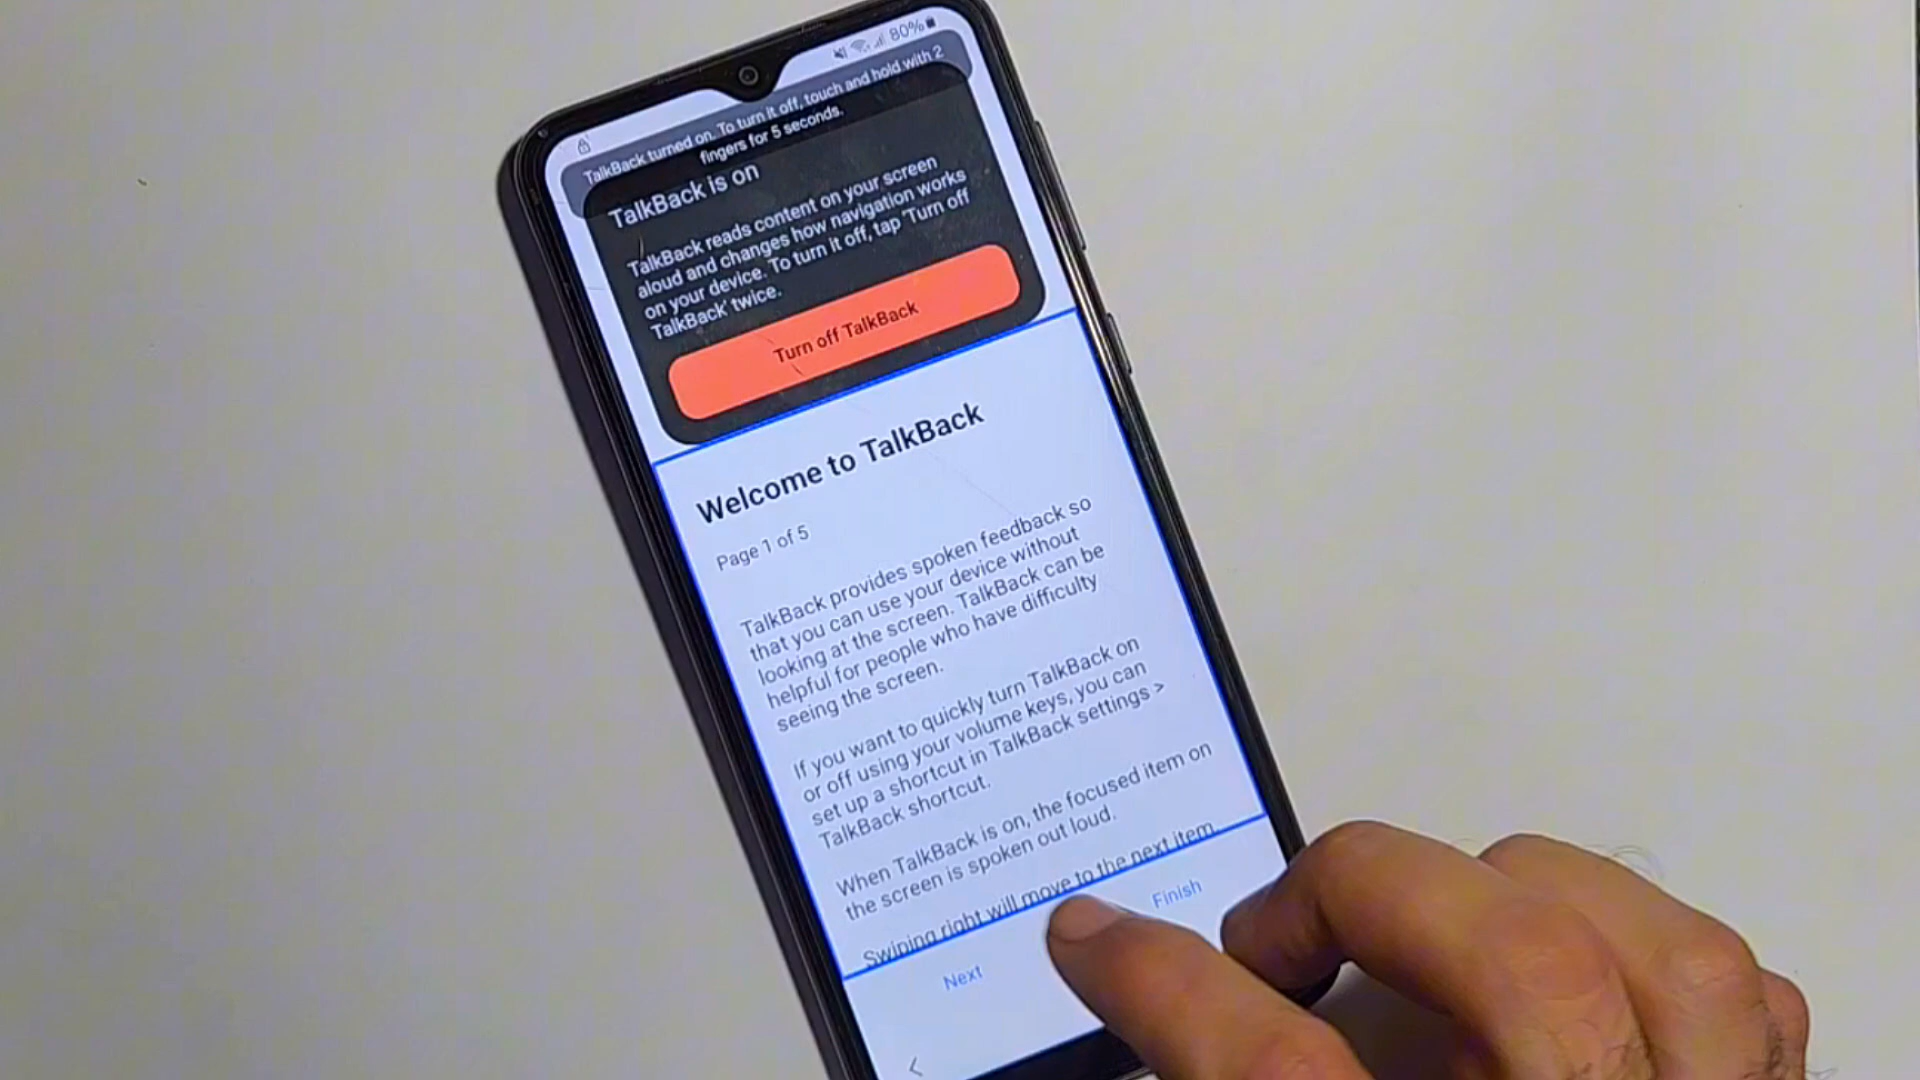 80%
TalkBack turned on. To turn it off, touch and hold with 2
fingers for 5 seconds.
TalkBack is on
TalkBack reads content on your screen
aloud and changes how navigation works
on your device. To turn it off, tap 'Turn off
TalkBack' twice.
Turn off TalkBack
Welcome to TalkBack
Page 1 of 5
TalkBack provides spoken feedback so
that you can use your device without
looking at the screen. TalkBack can be
helpful for people who have difficulty
seeing the screen.
If you want to quickly turn TalkBack on
or off using your volume keys, you can
set up a shortcut in TalkBack settings >
TalkBack shortcut.
When TalkBack is on, the focused item on
the screen is spoken out loud.
Swiping right will move to the next item
Next
Finish